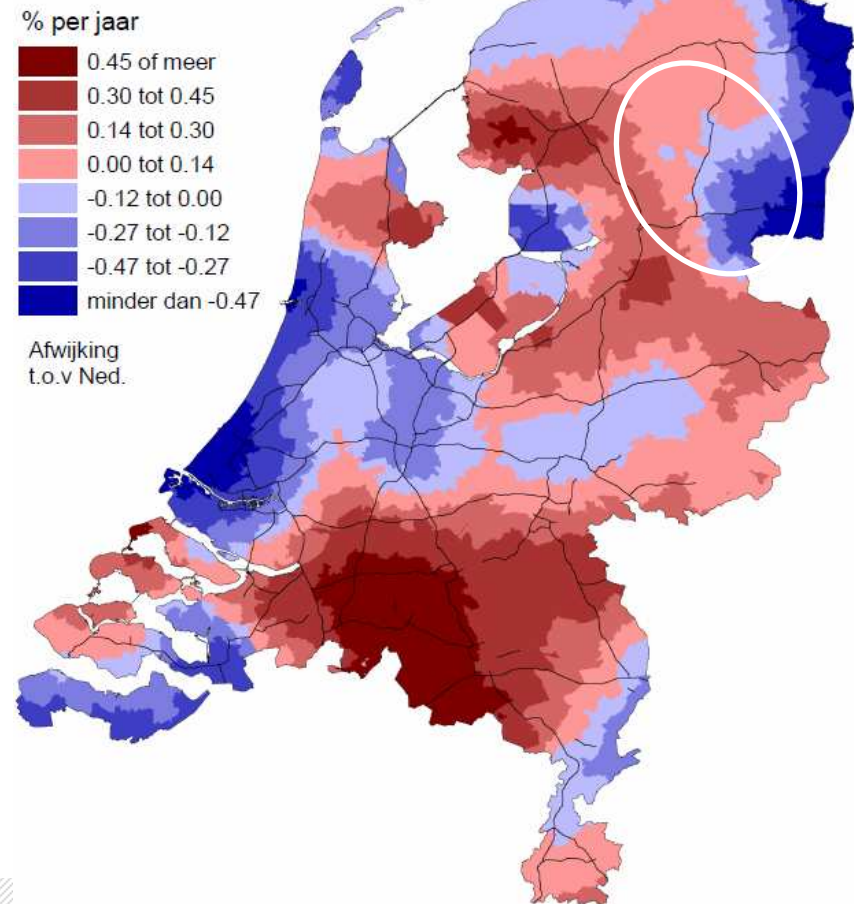 % per jaar
0.45 of meer
0.30 tot 0.45
0.14 tot 0.30
0.00 tot 0.14
-0.12 tot 0.00
-0.27 tot -0.12
-0.47 tot -0.27
minder dan -0.47
Afwijking
t.o.v Ned.